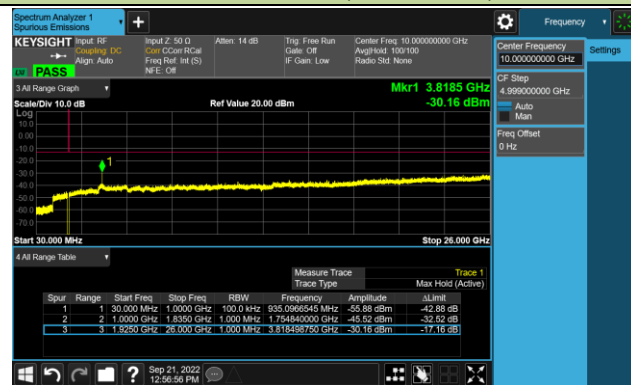 Spectrum Analyzer 1
Spurious Emissions
Frequency
KEYSIGHT
Input: RF
Coupling: DC
Align: Auto
Input Z: 50 Ω
Corr CCorr RCal
Freq Ref: Int (S)
NFE: Off
Atten: 14 dB
Trig: Free Run
Gate: Off
IF Gain: Low
Center Freq: 10.000000000 GHz
Avg|Hold: 100/100
Radio Std: None
PASS
Center Frequency
10.000000000 GHz
Settings
CF Step
4.999000000 GHz
Auto
Man
Freq Offset
0 Hz
3 All Range Graph
Mkr1 3.8185 GHz
Scale/Div 10.0 dB
Ref Value 20.00 dBm
-30.16 dBm
Log
10.0
0.00
-10.0
-20.0
-30.0
-40.0
-50.0
-60.0
-70.0
1
Start 30.000 MHz
Stop 26.000 GHz
4 All Range Table
Measure Trace Trace 1
Trace Type Max Hold (Active)
Spur Range Start Freq Stop Freq RBW Frequency Amplitude ΔLimit
1 1 30.000 MHz 1.0000 GHz 100.0 kHz 935.0966545 MHz -55.88 dBm -42.88 dB
2 2 1.0000 GHz 1.8350 GHz 1.000 MHz 1.754840000 GHz -45.52 dBm -32.52 dB
3 3 1.9250 GHz 26.000 GHz 1.000 MHz 3.818498750 GHz -30.16 dBm -17.16 dB
Sep 21, 2022
12:56:56 PM